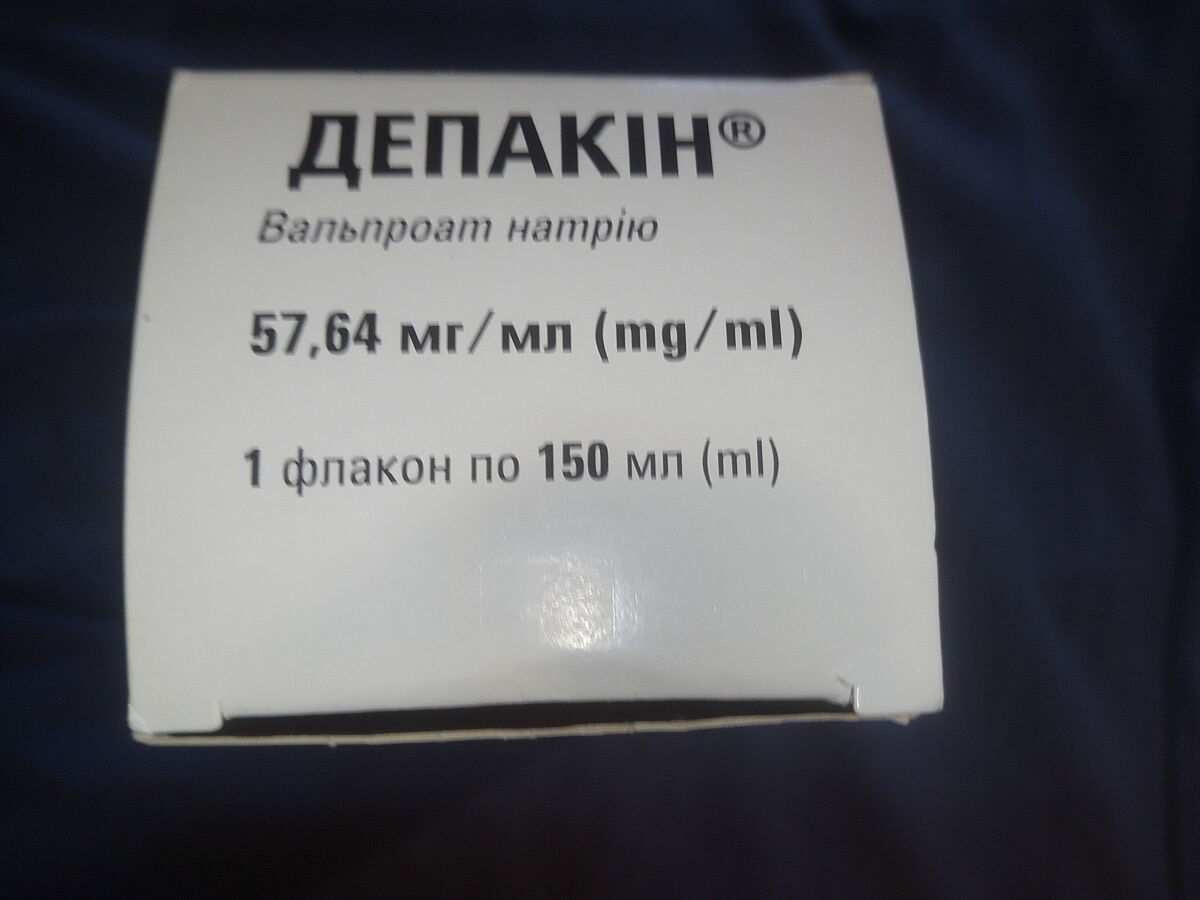 ДЕПАКІН®
Вальпроат натрію
57,64 мг/мл (mg/ml)
1 флакон по 150 мл (ml)